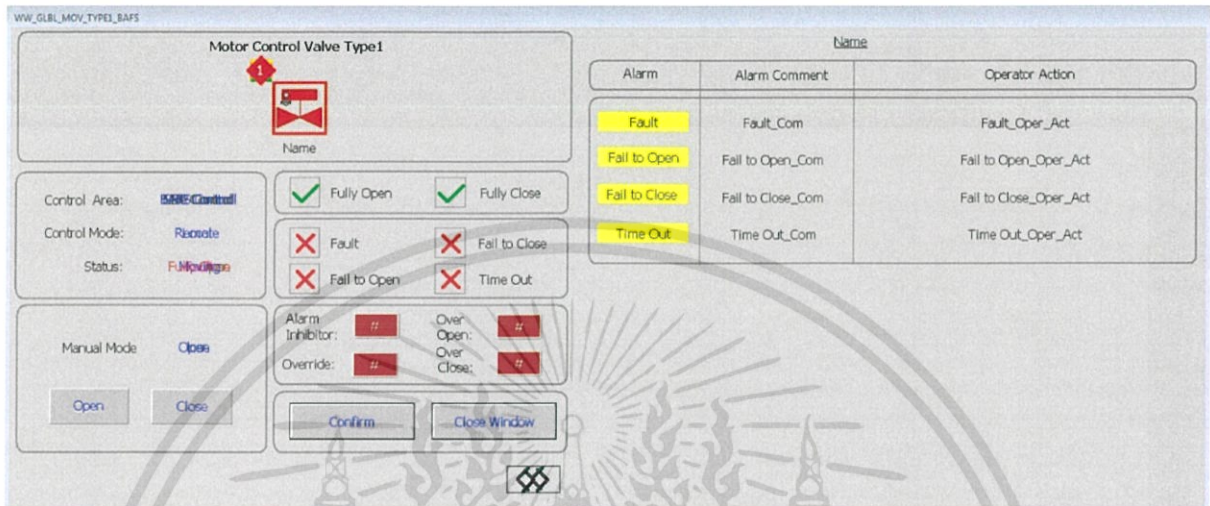 WW_GLBL_MOV_TYPE1_BAFS
Motor Control Valve Type1
1
Name
Control Area:
Control Mode: Remote
Status:
Fully Open
Fully Close
Fault
Fail to Close
Fail to Open
Time Out
Manual Mode
Open
Close
Alarm
Inhibitor: #
Over
Open: #
Override: #
Over
Close: #
Confirm
Close Window
Name
Alarm Alarm Comment Operator Action
Fault Fault_Com Fault_Oper_Act
Fail to Open Fail to Open_Com Fail to Open_Oper_Act
Fail to Close Fail to Close_Com Fail to Close_Oper_Act
Time Out Time Out_Com Time Out_Oper_Act